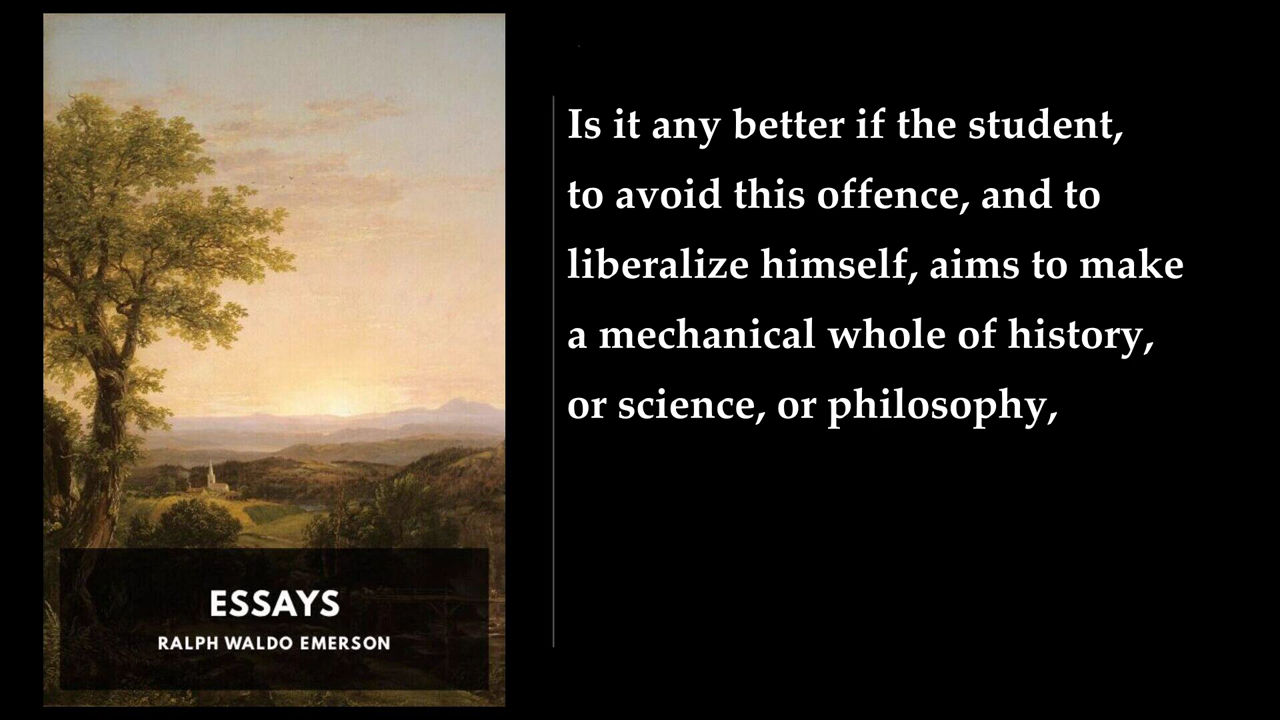 ESSAYS
RALPH WALDO EMERSON
Is it any better if the student,
to avoid this offence, and to
liberalize himself, aims to make
a mechanical whole of history,
or science, or philosophy,